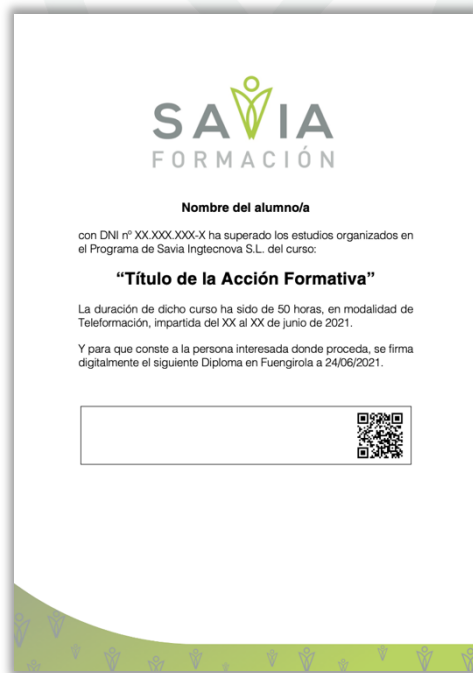 SAVIA
FORMACIÓN
Nombre del alumno/a
con DNI nº XX.XXX.XXX-X ha superado los estudios organizados en
el Programa de Savia Ingtecnova S.L. del curso:
“Título de la Acción Formativa”
La duración de dicho curso ha sido de 50 horas, en modalidad de
Teleformación, impartida del XX al XX de junio de 2021.
Y para que conste a la persona interesada donde proceda, se firma
digitalmente el siguiente Diploma en Fuengirola a 24/06/2021.